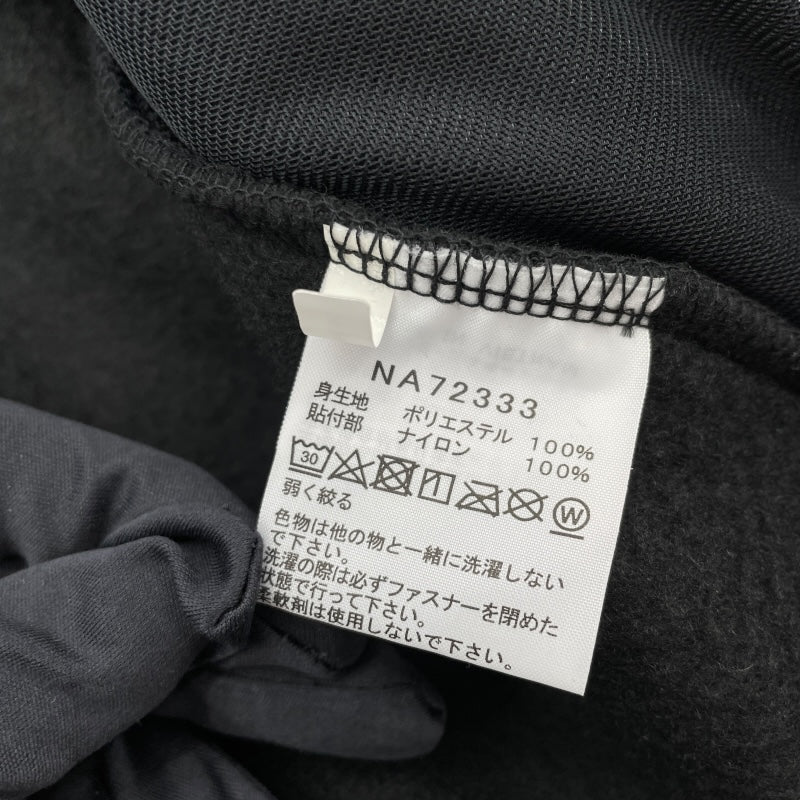 NA72333
身生地 ポリエステル 100%
貼付部 ナイロン 100%
30 W
弱く絞る
色物は他の物と一緒に洗濯しない
で下さい。
洗濯の際は必ずファスナーを閉めた
状態で行って下さい。
柔軟剤は使用しないで下さい。